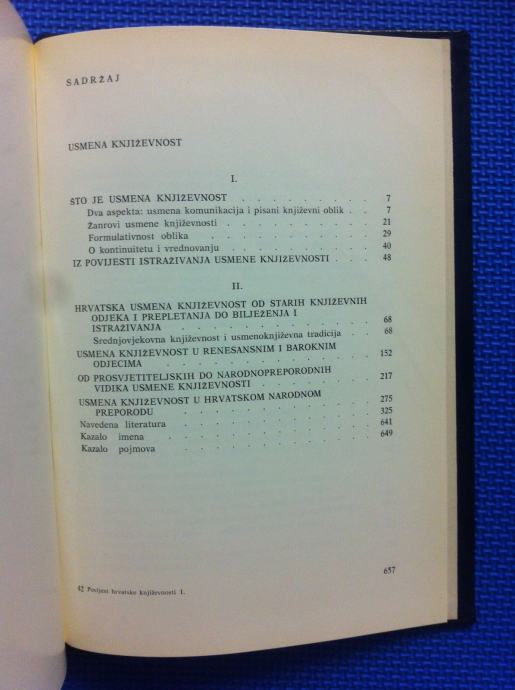 SADRŽAJ
USMENA KNJIŽEVNOST
I.
ŠTO JE USMENA KNJIŽEVNOST . . . . . . . . . 7
Dva aspekta: usmena komunikacija i pisani književni oblik . . 7
Žanrovi usmene književnosti . . . . . . . . . 21
Formulativnost oblika . . . . . . . . . 29
O kontinuitetu i vrednovanju . . . . . . . . . 40
IZ POVIJESTI ISTRAŽIVANJA USMENE KNJIŽEVNOSTI . . . 48
II.
HRVATSKA USMENA KNJIŽEVNOST OD STARIH KNJIŽEVNIH
ODJEKA I PREPLETANJA DO BILJEŽENJA I
ISTRAŽIVANJA . . . . . . . . . 68
Srednjovjekovna književnost i usmenoknjiževna tradicija . . 68
USMENA KNJIŽEVNOST U RENESANSNIM I BAROKNIM
ODJECIMA . . . . . . . . . 152
OD PROSVJETITELJSKIH DO NARODNOPREPORODNIH
VIDIKA USMENE KNJIŽEVNOSTI . . . . . . 217
USMENA KNJIŽEVNOST U HRVATSKOM NARODNOM
PREPORODU . . . . . . . . . 275
Navedena literatura . . . . . . . . . 325
Kazalo imena . . . . . . . . . 641
Kazalo pojmova . . . . . . . . . 649
657
42 Povijest hrvatske književnosti I.